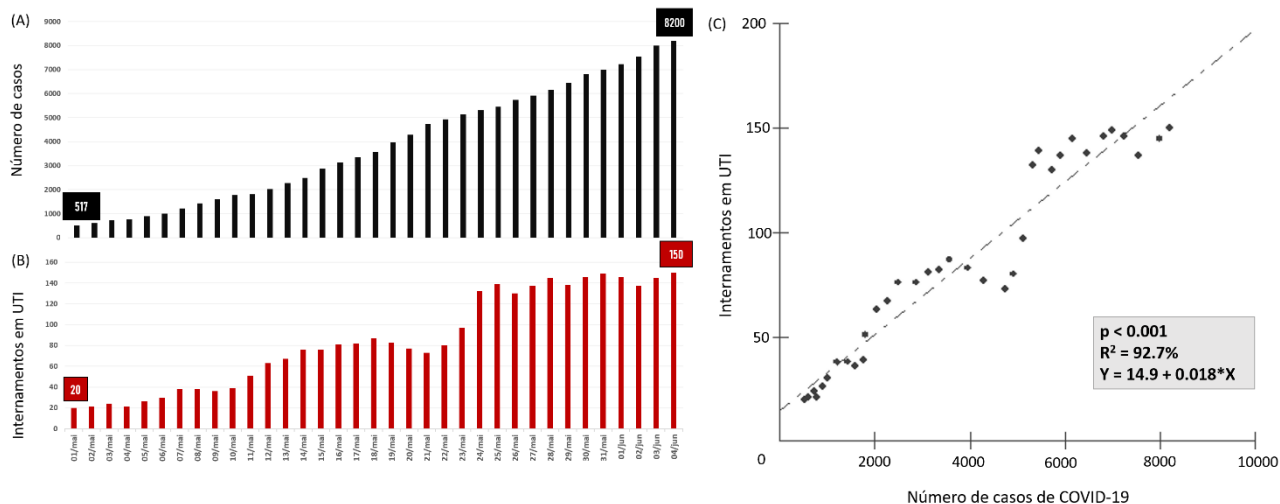 (A)
Número de casos
9000
8000
7000
6000
5000
4000
3000
2000
1000
0
517
8200
(B)
Internamentos em UTI
160
140
120
100
80
60
40
20
0
20
150
01/mai
02/mai
03/mai
04/mai
05/mai
06/mai
07/mai
08/mai
09/mai
10/mai
11/mai
12/mai
13/mai
14/mai
15/mai
16/mai
17/mai
18/mai
19/mai
20/mai
21/mai
22/mai
23/mai
24/mai
25/mai
26/mai
27/mai
28/mai
29/mai
30/mai
31/mai
01/jun
02/jun
03/jun
04/jun
(C)
Internamentos em UTI
200
150
100
50
0
2000
4000
6000
8000
10000
p < 0.001
R² = 92.7%
Y = 14.9 + 0.018*X
Número de casos de COVID-19